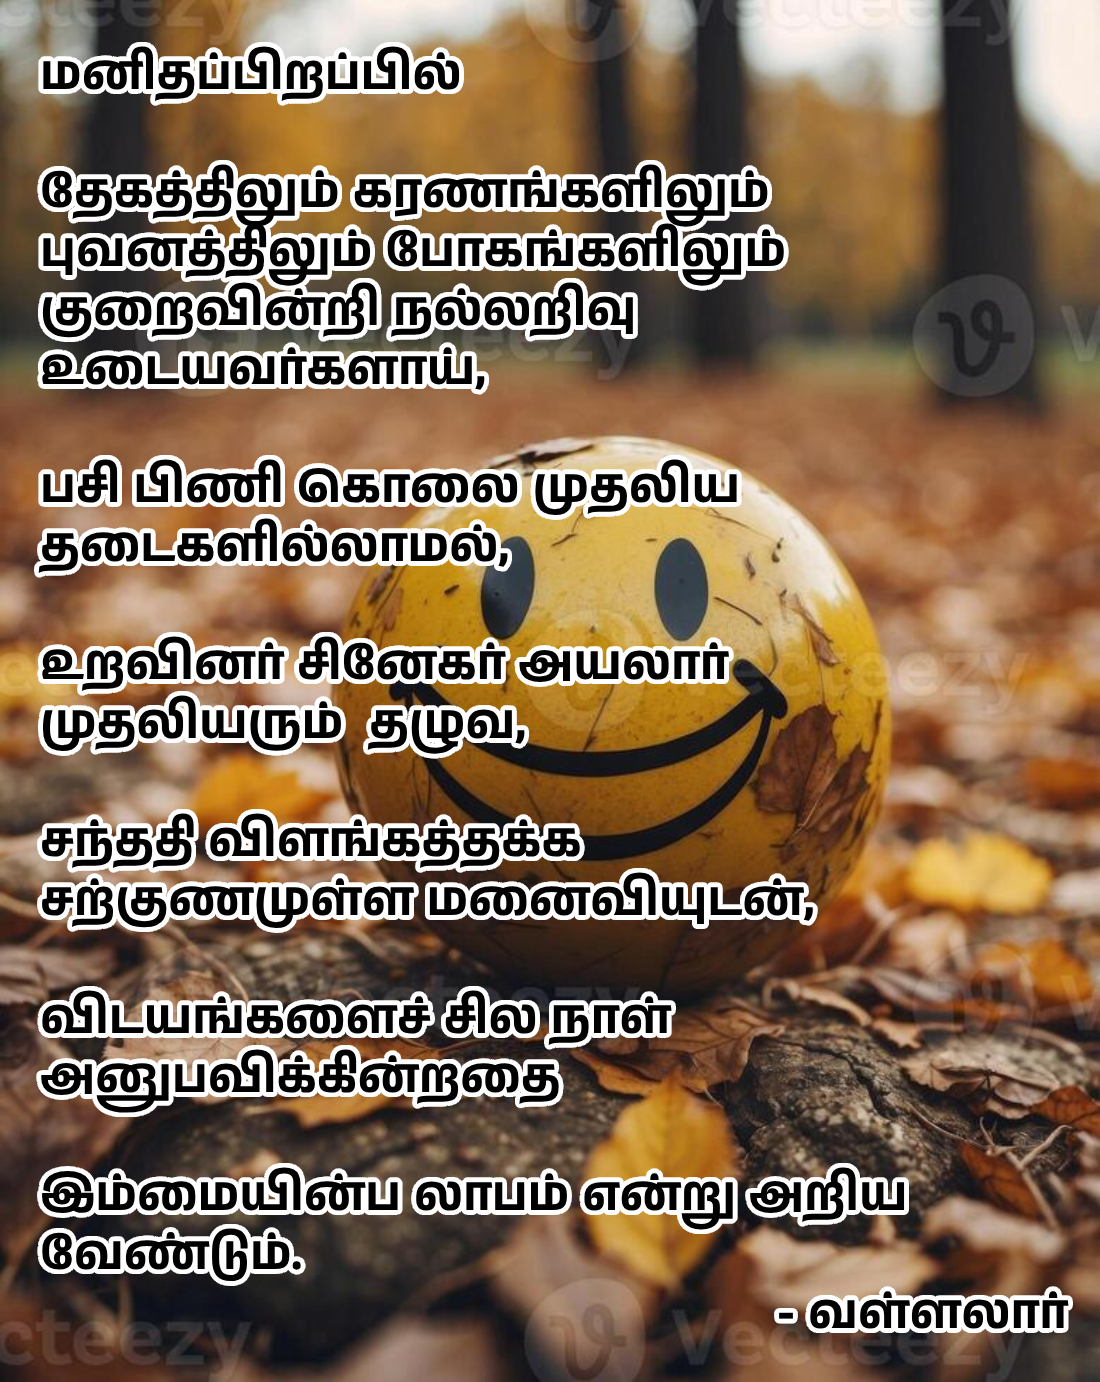 மனிதப்பிறப்பில்
தேகத்திலும் கரணங்களிலும்
புவனத்திலும் போகங்களிலும்
குறைவின்றி நல்லறிவு
உடையவர்களாய்,
பசி பிணி கொலை முதலிய
தடைகளில்லாமல்,
உறவினர் சினேகர் அயலார்
முதலியரும் தழுவ,
சந்ததி விளங்கத்தக்க
சற்குணமுள்ள மனைவியுடன்,
விடயங்களைச் சில நாள்
அனுபவிக்கின்றதை
இம்மையின்ப லாபம் என்று அறிய
வேண்டும்.
- வள்ளலார்
Vecteezy